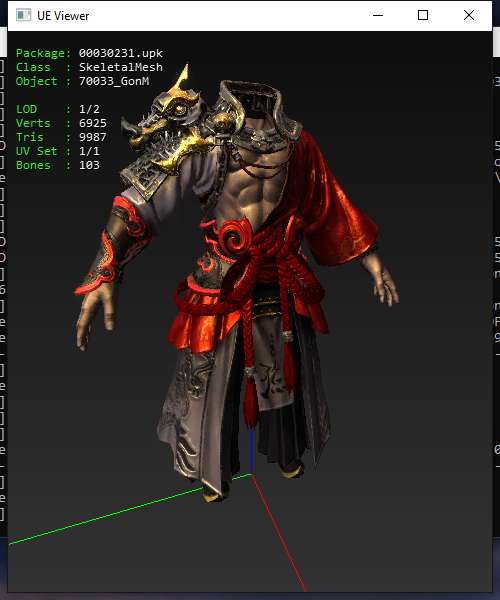 UE Viewer
Package: 00030231.upk
Class  : SkeletalMesh
Object : 70033_GonM
LOD    : 1/2
Verts  : 6925
Tris   : 9987
UV Set : 1/1
Bones  : 103